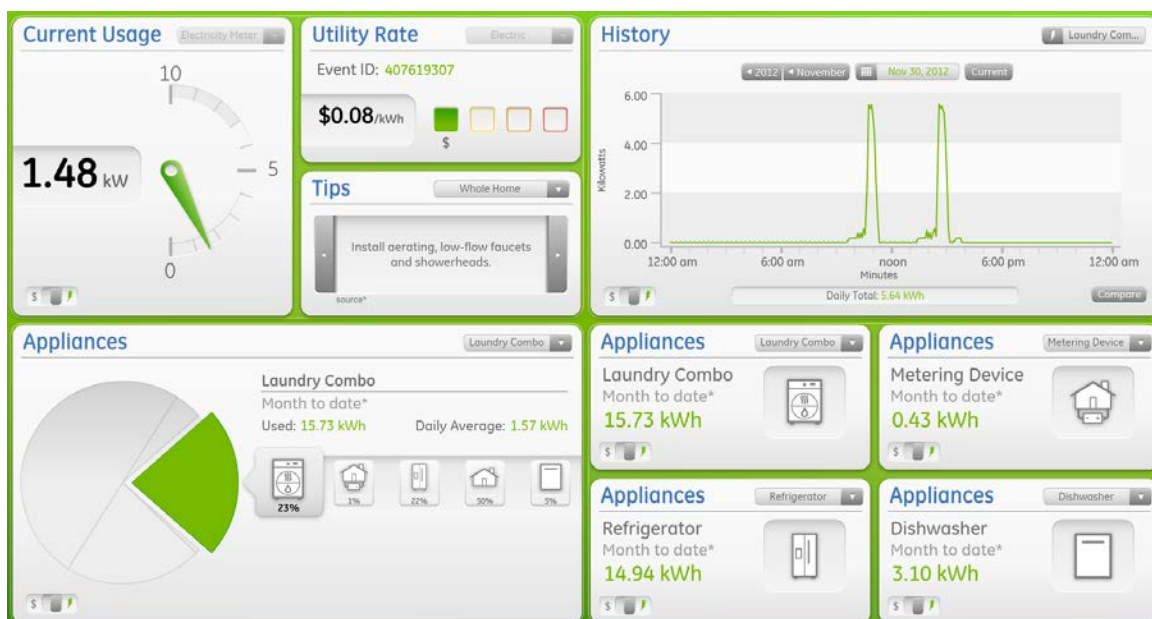 Current Usage
Electricity Meter
10
5
0
1.48 kW
$
Utility Rate
Electric
Event ID: 407619307
$0.08/kWh
$
Tips
Whole Home
Install aerating, low-flow faucets
and showerheads.
source*
History
Laundry Com...
2012 November Nov 30, 2012 Current
6.00
4.00
2.00
0.00
Kilowatts
12:00 am 6:00 am noon 6:00 pm 12:00 am
Minutes
$
Daily Total: 5.64 kWh
Compare
Appliances
Laundry Combo
Laundry Combo
Month to date*
Used: 15.73 kWh Daily Average: 1.57 kWh
23% 1% 22% 50% 5%
$
Appliances
Laundry Combo
Laundry Combo
Month to date*
15.73 kWh
$
Appliances
Metering Device
Metering Device
Month to date*
0.43 kWh
$
Appliances
Refrigerator
Refrigerator
Month to date*
14.94 kWh
$
Appliances
Dishwasher
Dishwasher
Month to date*
3.10 kWh
$